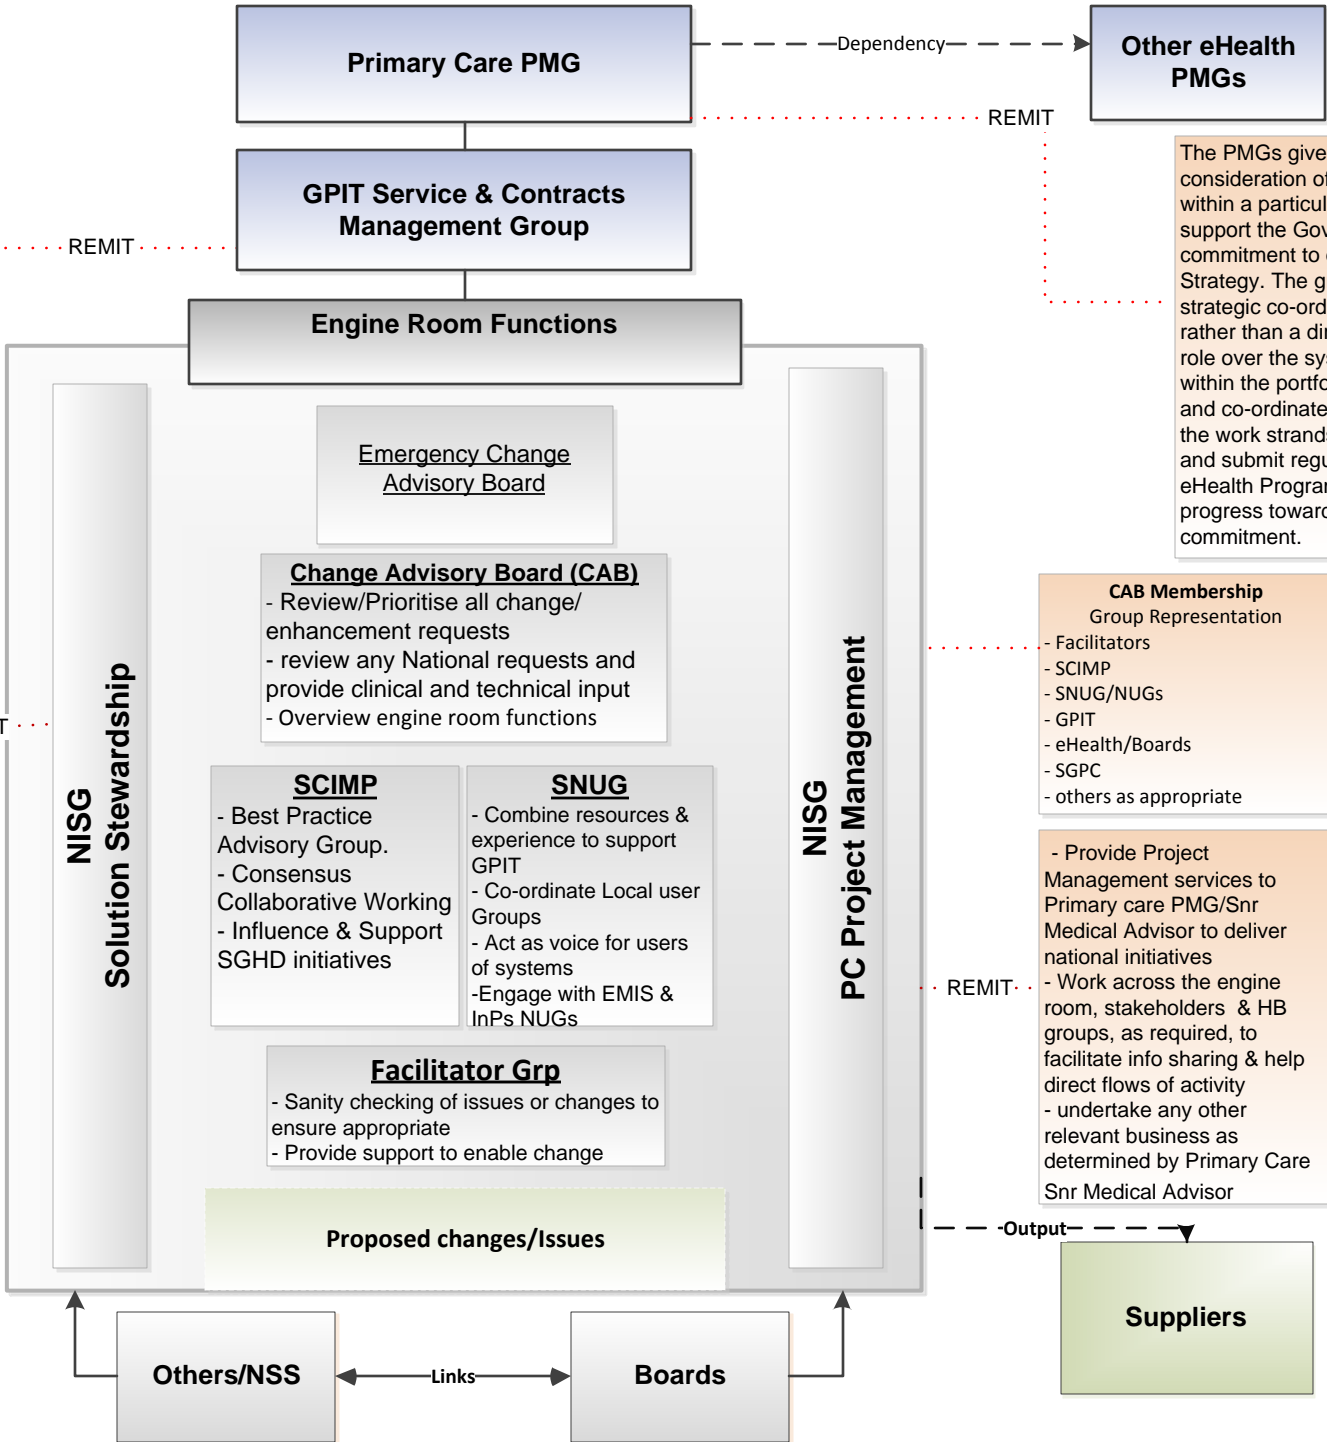 Primary Care PMG
Dependency
Other eHealth
PMGs
REMIT
GPIT Service & Contracts
Management Group
REMIT
The PMGs give
consideration of
within a particul
support the Gov
commitment to
Strategy. The g
strategic co-ord
rather than a di
role over the sy
within the portfo
and co-ordinate
the work strands
and submit regu
eHealth Program
progress toward
commitment.
Engine Room Functions
Emergency Change
Advisory Board
Change Advisory Board (CAB)
- Review/Prioritise all change/
enhancement requests
- review any National requests and
provide clinical and technical input
- Overview engine room functions
NISG
Solution Stewardship
T
SCIMP
- Best Practice
Advisory Group.
- Consensus
Collaborative Working
- Influence & Support
SGHD initiatives
SNUG
- Combine resources &
experience to support
GPIT
- Co-ordinate Local user
Groups
- Act as voice for users
of systems
-Engage with EMIS &
InPs NUGs
NISG
PC Project Management
CAB Membership
Group Representation
- Facilitators
- SCIMP
- SNUG/NUGs
- GPIT
- eHealth/Boards
- SGPC
- others as appropriate
REMIT
- Provide Project
Management services to
Primary care PMG/Snr
Medical Advisor to deliver
national initiatives
- Work across the engine
room, stakeholders & HB
groups, as required, to
facilitate info sharing & help
direct flows of activity
- undertake any other
relevant business as
determined by Primary Care
Snr Medical Advisor
Facilitator Grp
- Sanity checking of issues or changes to
ensure appropriate
- Provide support to enable change
Proposed changes/Issues
Output
Suppliers
Others/NSS
Links
Boards